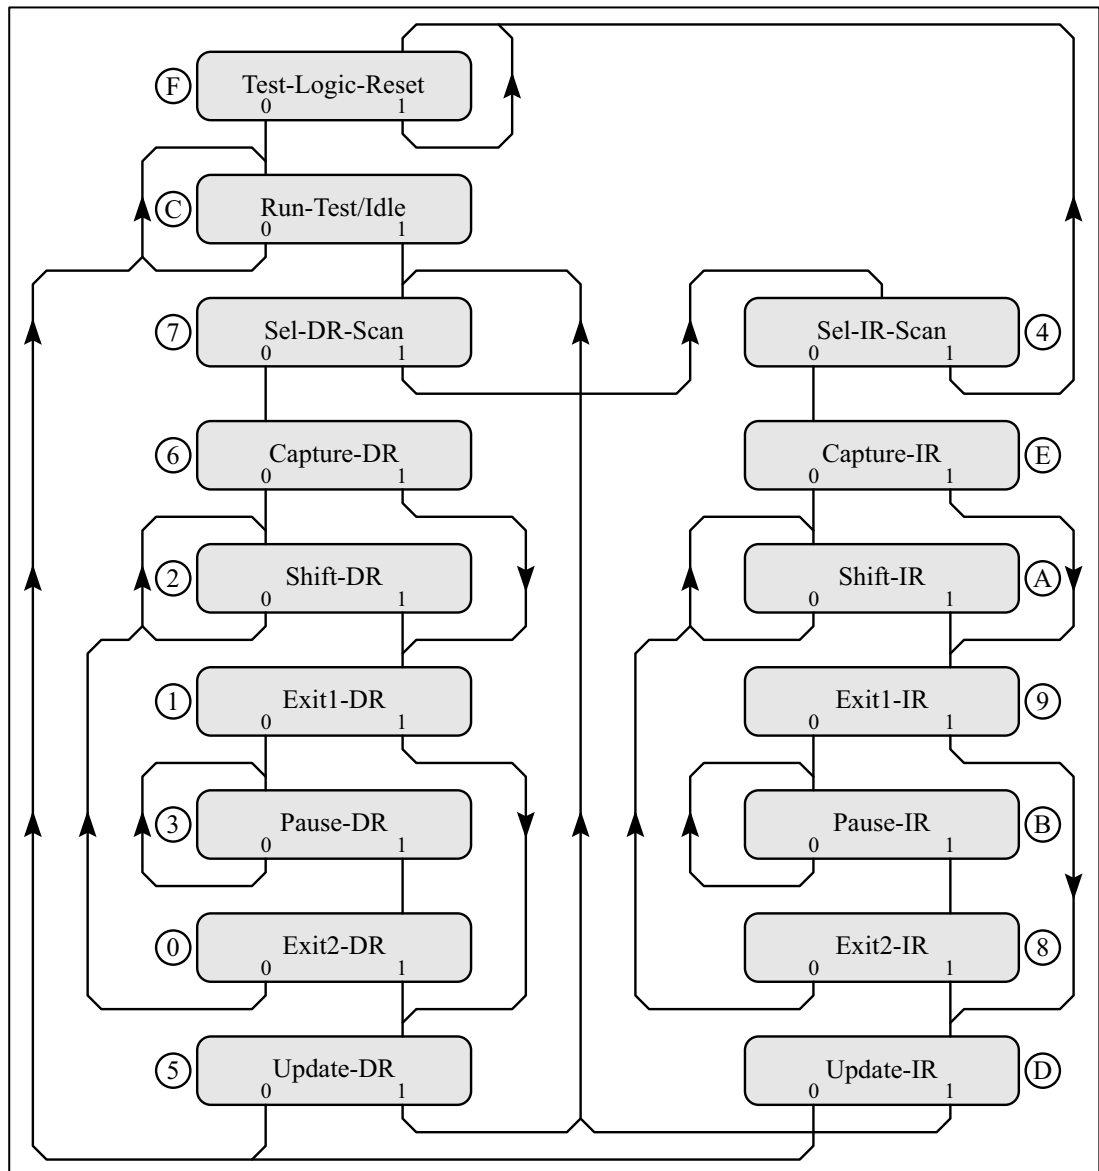 F Test-Logic-Reset
0 1
C Run-Test/Idle
0 1
7 Sel-DR-Scan
0 1
Sel-IR-Scan 4
0 1
6 Capture-DR
0 1
Capture-IR E
0 1
2 Shift-DR
0 1
Shift-IR A
0 1
1 Exit1-DR
0 1
Exit1-IR 9
0 1
3 Pause-DR
0 1
Pause-IR B
0 1
0 Exit2-DR
0 1
Exit2-IR 8
0 1
5 Update-DR
0 1
Update-IR D
0 1